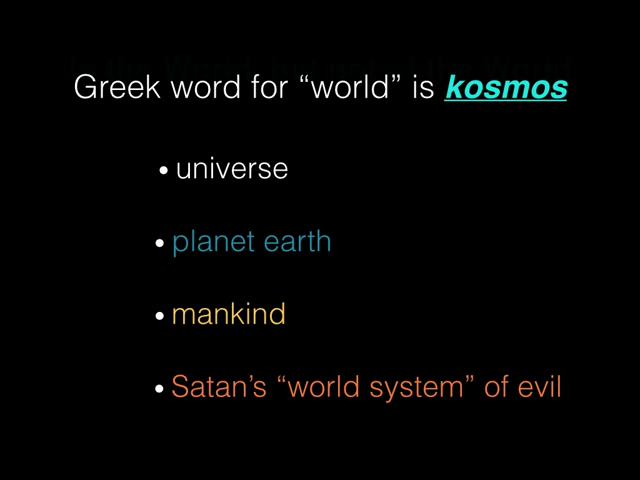 Greek word for “world” is kosmos
• universe
• planet earth
• mankind
• Satan’s “world system” of evil